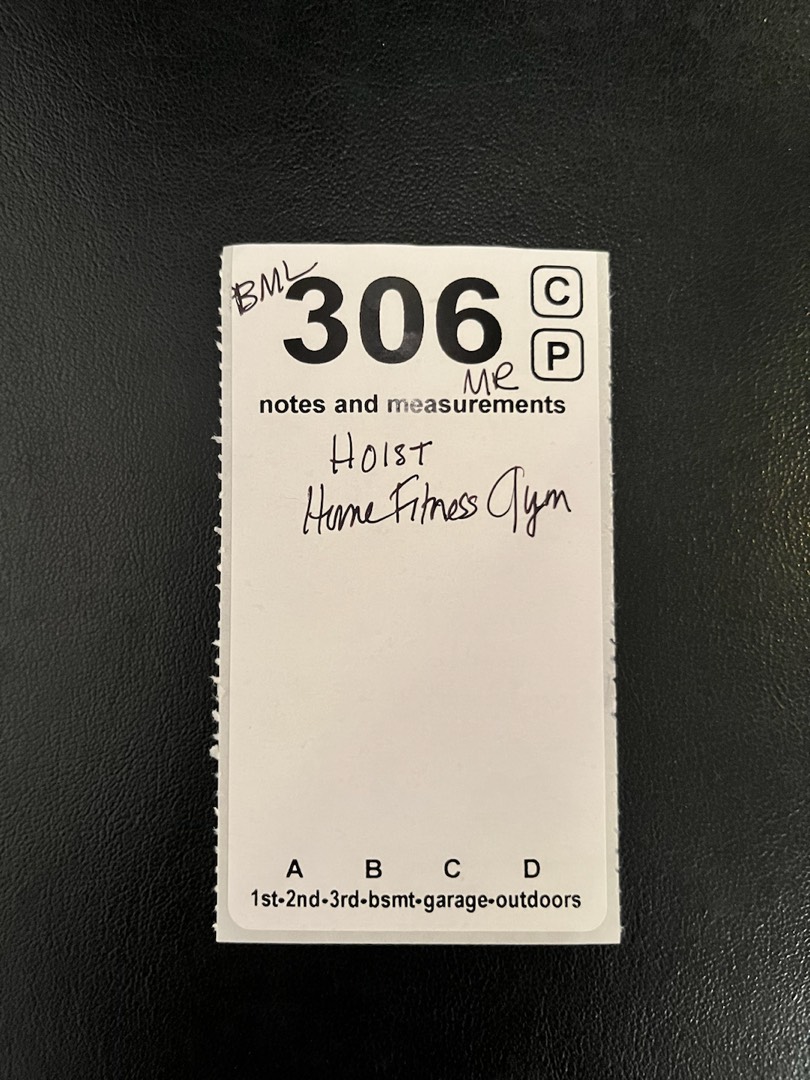 BML
306 C
P
MR
notes and measurements
HOIST
Home Fitness Gym
A B C D
1st-2nd-3rd-bsmt-garage-outdoors